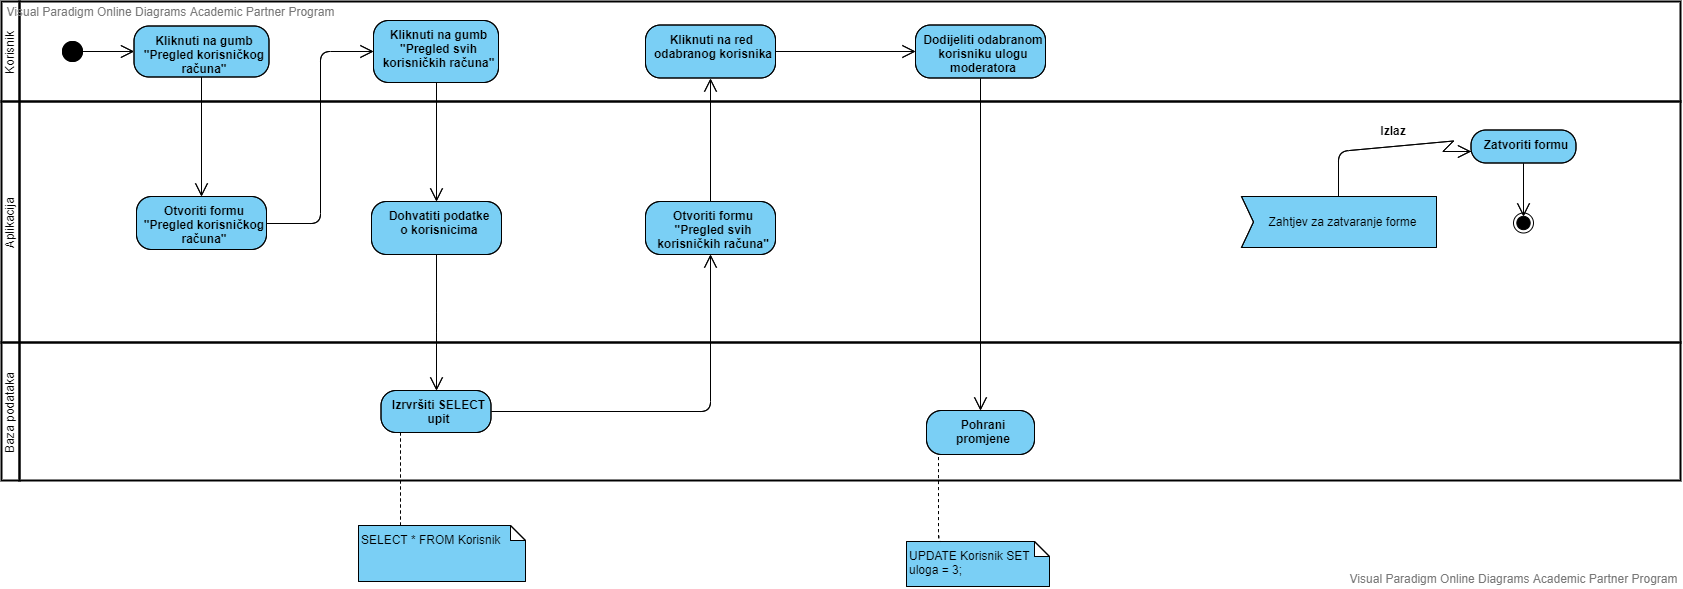 Visual Paradigm Online Diagrams Academic Partner Program
Korisnik
Kliknuti na gumb
"Pregled korisničkog
računa"
Kliknuti na gumb
"Pregled svih
korisničkih računa"
Kliknuti na red
odabranog korisnika
Dodijeliti odabranom
korisniku ulogu
moderatora
Aplikacija
Otvoriti formu
"Pregled korisničkog
računa"
Dohvatiti podatke
o korisnicima
Otvoriti formu
"Pregled svih
korisničkih računa"
Izlaz
Zatvoriti formu
Zahtjev za zatvaranje forme
Baza podataka
Izrvršiti SELECT
upit
Pohrani
promjene
SELECT * FROM Korisnik
UPDATE Korisnik SET
uloga = 3;
Visual Paradigm Online Diagrams Academic Partner Program